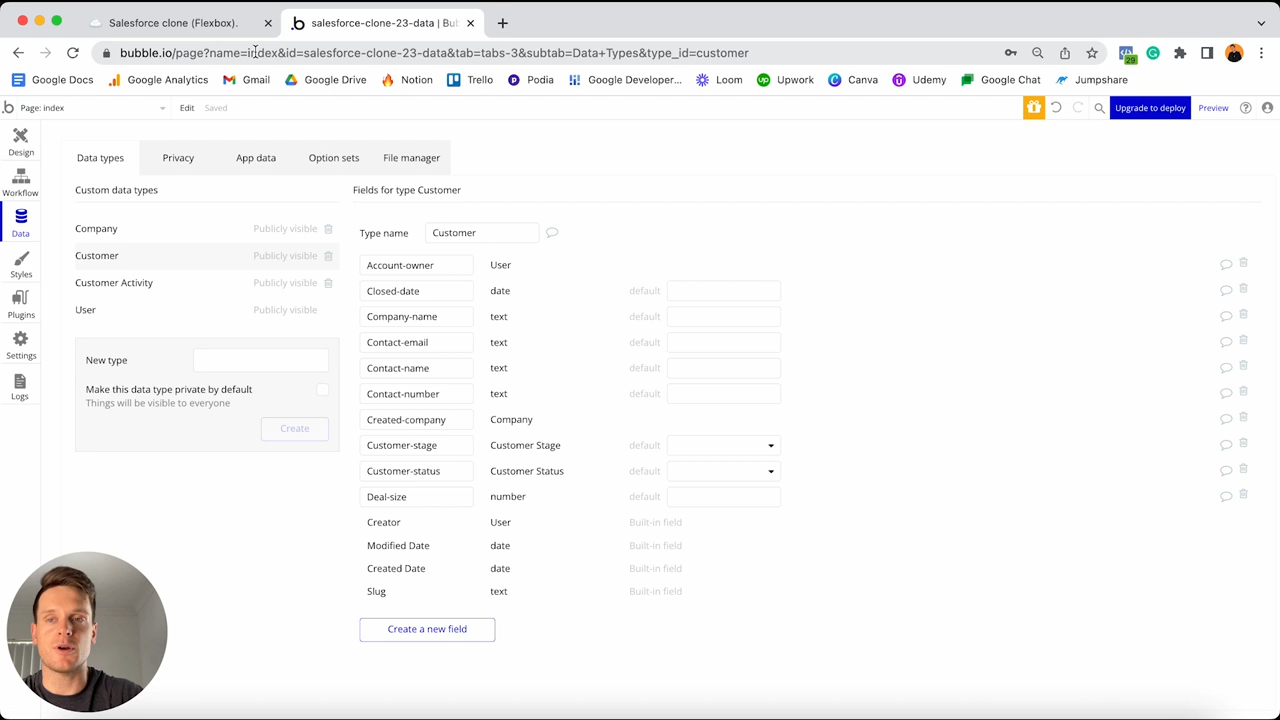 Salesforce clone (Flexbox).
salesforce-clone-23-data | Bub
bubble.io/page?name=index&id=salesforce-clone-23-data&tab=tabs-3&subtab=Data+Types&type_id=customer
29
Google Docs Google Analytics Gmail Google Drive Notion Trello Podia Google Developer... Loom Upwork Canva Udemy Google Chat Jumpshare
Page: index Edit Saved Upgrade to deploy Preview
Design
Workflow
Data
Styles
Plugins
Settings
Logs
Data types Privacy App data Option sets File manager
Custom data types
Company Publicly visible
Customer Publicly visible
Customer Activity Publicly visible
User Publicly visible
New type
Make this data type private by default
Things will be visible to everyone
Create
Fields for type Customer
Type name Customer
Account-owner User
Closed-date date default
Company-name text default
Contact-email text default
Contact-name text default
Contact-number text default
Created-company Company
Customer-stage Customer Stage default
Customer-status Customer Status default
Deal-size number default
Creator User Built-in field
Modified Date date Built-in field
Created Date date Built-in field
Slug text Built-in field
Create a new field